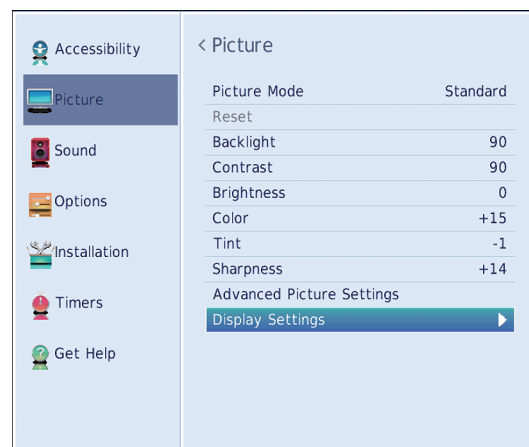 Accessibility
Picture
Sound
Options
Installation
Timers
Get Help
< Picture
Picture Mode Standard
Reset
Backlight 90
Contrast 90
Brightness 0
Color +15
Tint -1
Sharpness +14
Advanced Picture Settings
Display Settings